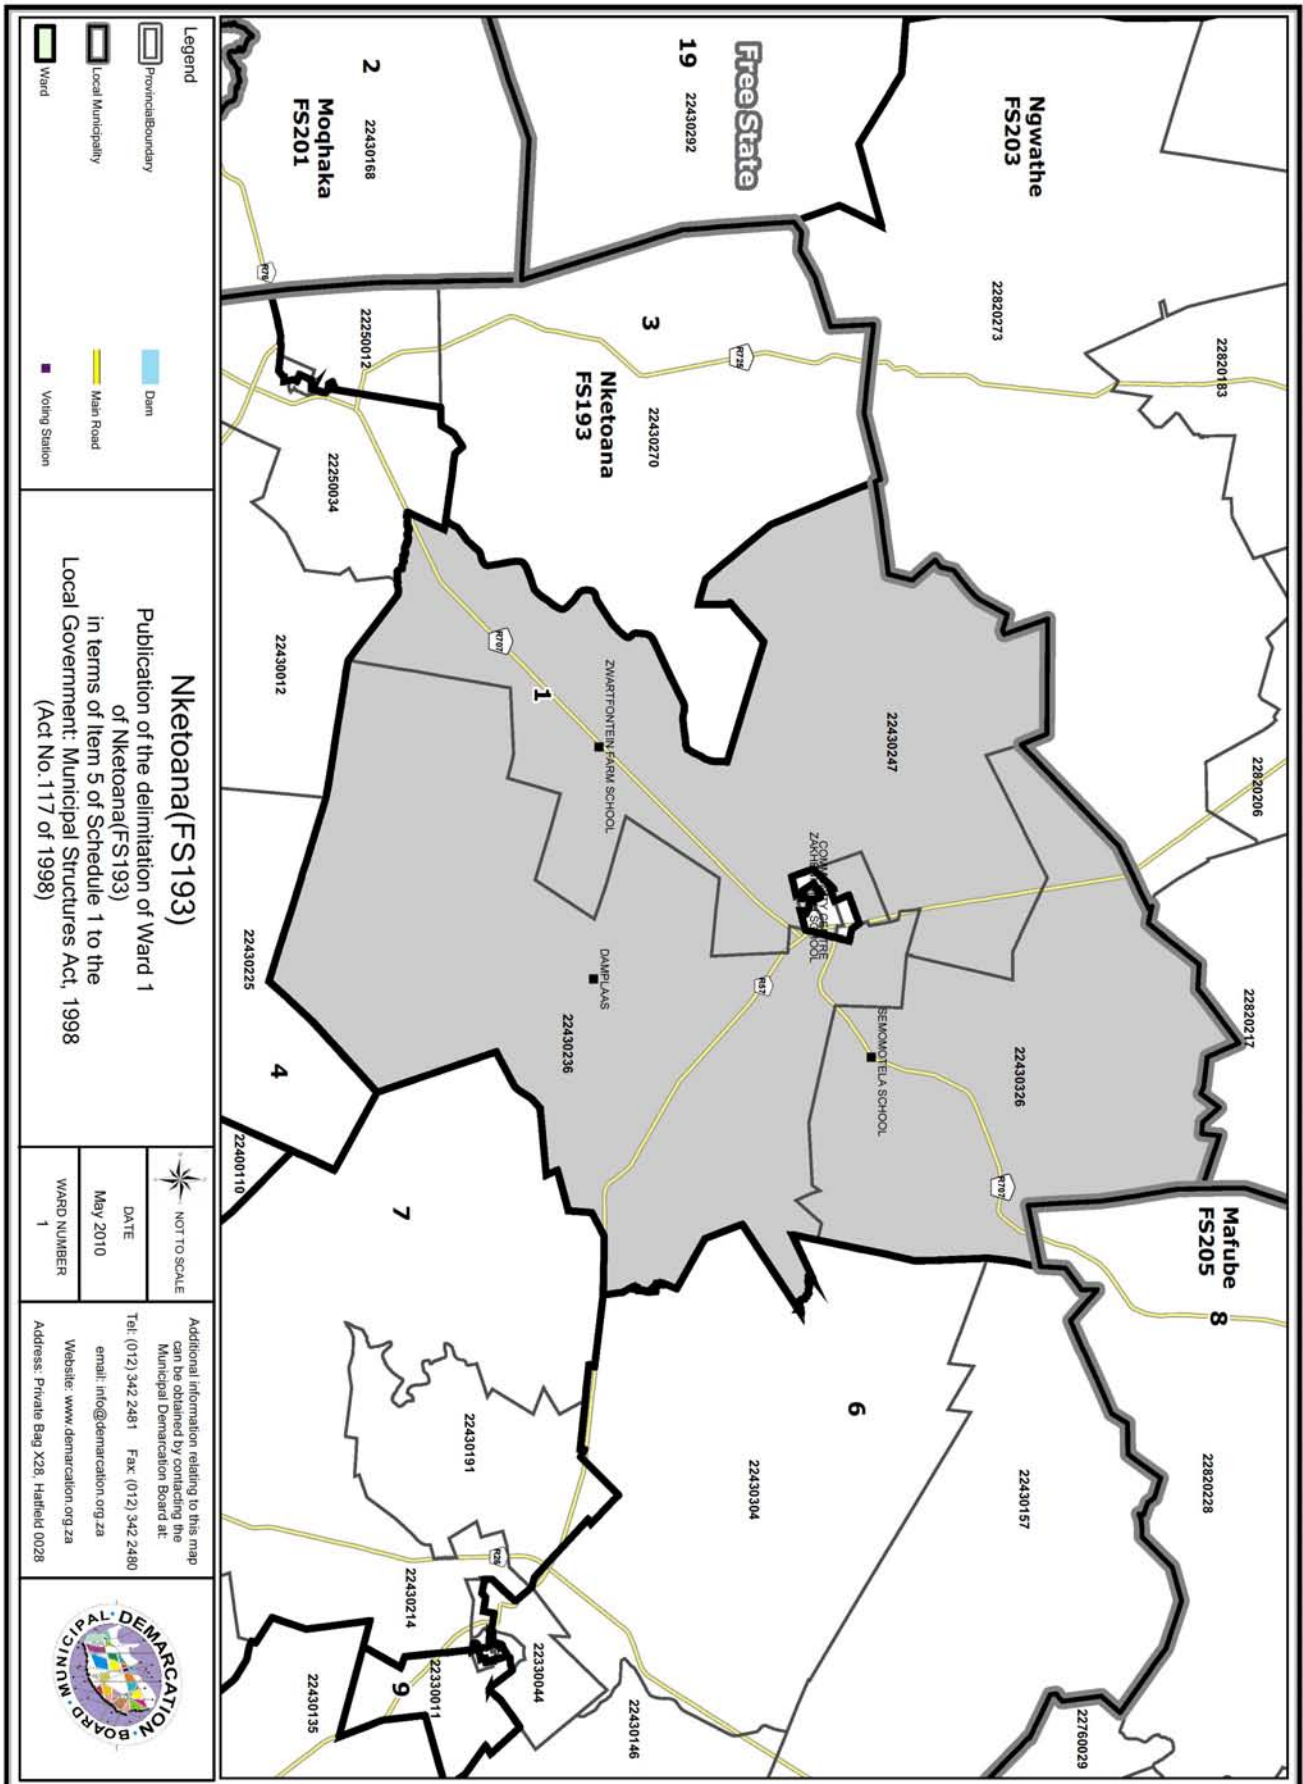 Free State
19
22430292
Ngwathe
FS203
2
22430168
Moqhaka
FS201
22820273
22820183
R76
22250012
3
R725
Nketoana
FS193
22430270
22250034
22430012
R707
1
ZWARTFONTEIN FARM SCHOOL
22430247
22820206
22430225
DAMPLAAS
22430236
R57
SEMOMOTELA SCHOOL
22430326
22820217
4
22400110
7
R707
Mafube
FS205
8
6
22430191
22430304
22430157
22820228
R26
22430214
22330044
9
22330011
22430135
22430146
22760029
Legend
ProvincialBoundary
Local Municipality
Ward
Dam
Main Road
Voting Station
Nketoana(FS193)
Publication of the delimitation of Ward 1
of Nketoana(FS193)
in terms of Item 5 of Schedule 1 to the
Local Government: Municipal Structures Act, 1998
(Act No.117 of 1998)
NOT TO SCALE
DATE
May 2010
WARD NUMBER
1
Additional information relating to this map
can be obtained by contacting the
Municipal Demarcation Board at:
Tel: (012) 342 2481 Fax: (012) 342 2480
email: info@demarcation.org.za
Website: www.demarcation.org.za
Address: Private Bag X28, Hatfield 0028
MUNICIPAL DEMARCATION BOARD